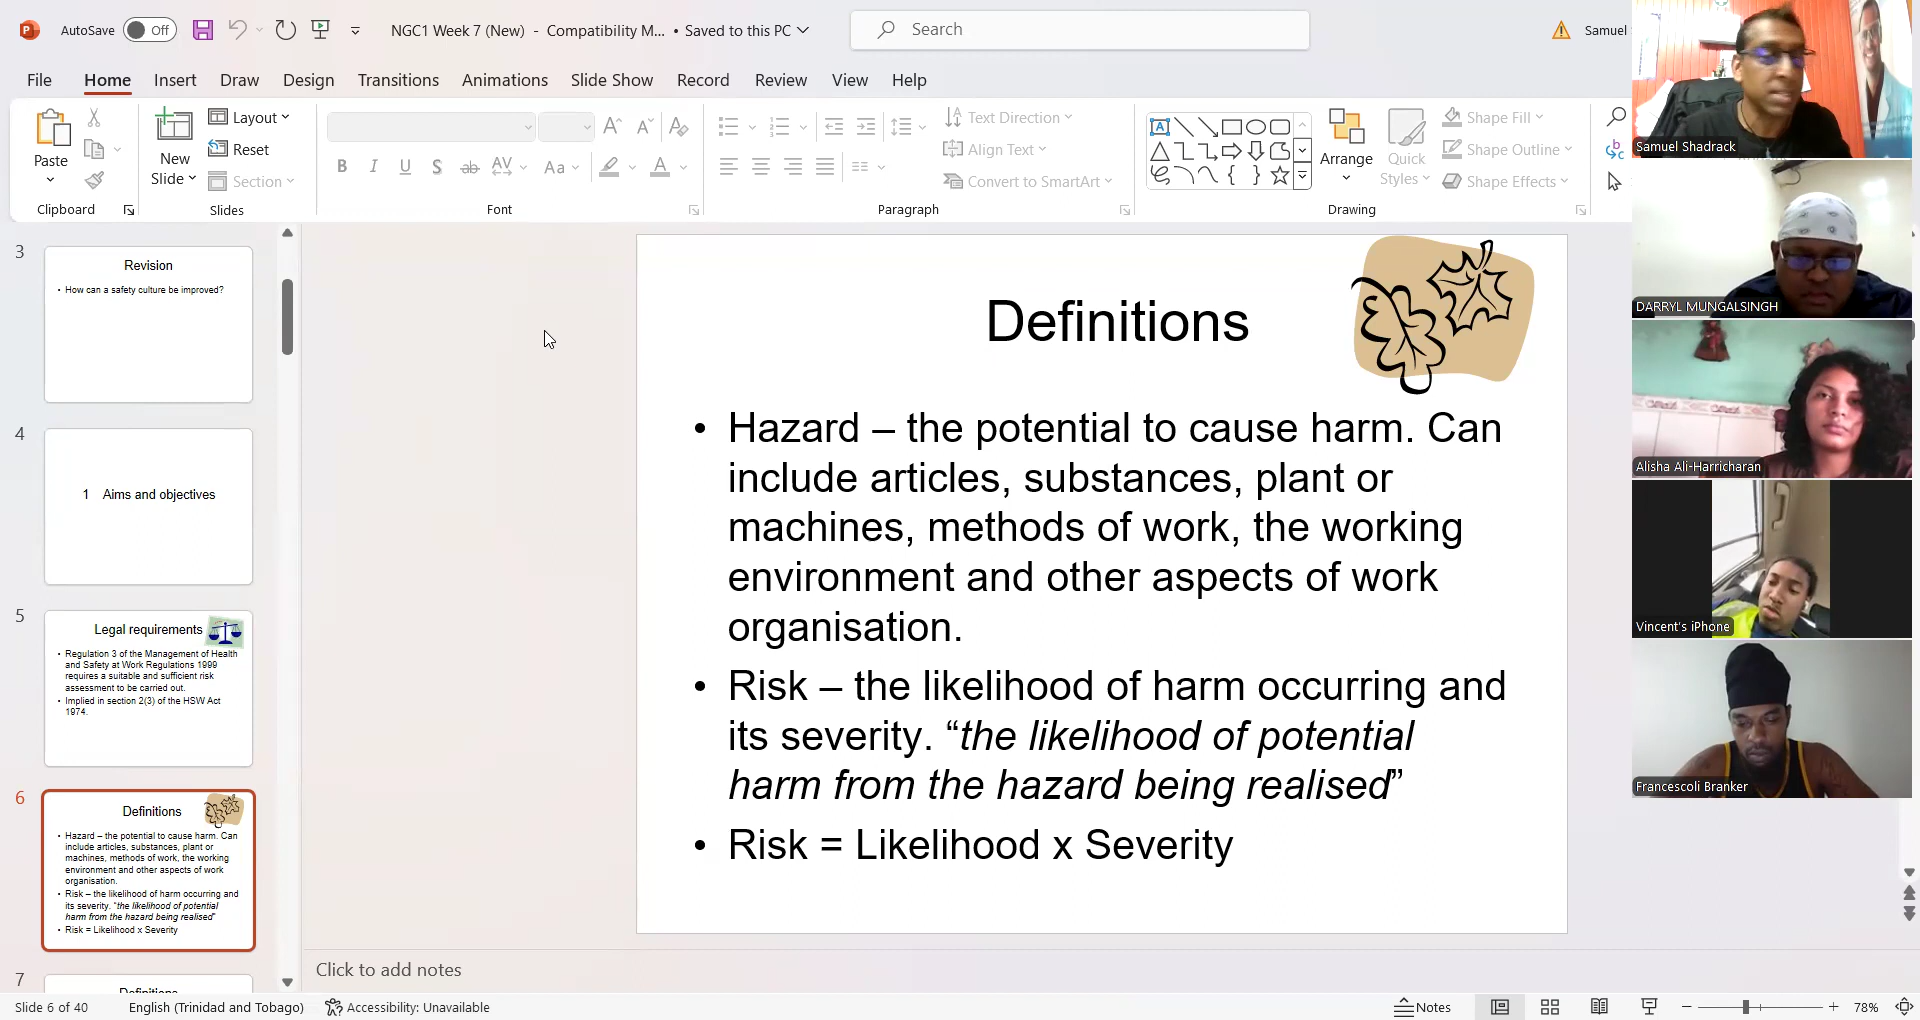 AutoSave Off
NGC1 Week 7 (New) - Compatibility M... • Saved to this PC
Search
Samuel
File Home Insert Draw Design Transitions Animations Slide Show Record Review View Help
Paste
Clipboard
New
Slide
Layout
Reset
Section
Slides
B I U S ab AV Aa A
Font
Text Direction
Align Text
Convert to SmartArt
Paragraph
Arrange
Quick
Styles
Shape Fill
Shape Outline
Shape Effects
Drawing
3
Revision
• How can a safety culture be improved?
4
1 Aims and objectives
5
Legal requirements
• Regulation 3 of the Management of Health
and Safety at Work Regulations 1999
requires a suitable and sufficient risk
assessment to be carried out.
• Implied in section 2(3) of the HSW Act
1974.
6
Definitions
• Hazard – the potential to cause harm. Can
include articles, substances, plant or
machines, methods of work, the working
environment and other aspects of work
organisation.
• Risk – the likelihood of harm occurring and
its severity. “the likelihood of potential
harm from the hazard being realised”
• Risk = Likelihood x Severity
7
Definitions
Definitions
• Hazard – the potential to cause harm. Can
include articles, substances, plant or
machines, methods of work, the working
environment and other aspects of work
organisation.
• Risk – the likelihood of harm occurring and
its severity. “the likelihood of potential
harm from the hazard being realised”
• Risk = Likelihood x Severity
Click to add notes
Samuel Shadrack
DARRYL MUNGALSINGH
Alisha Ali-Harricharan
Vincent's iPhone
Francescoli Branker
Slide 6 of 40 English (Trinidad and Tobago) Accessibility: Unavailable Notes 78%